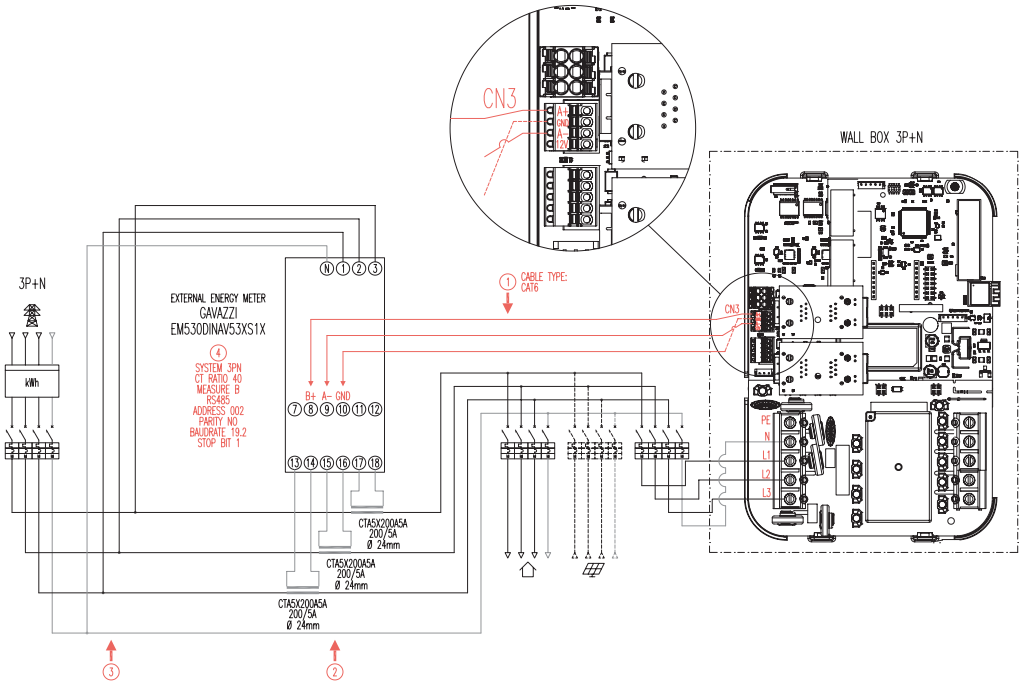 CN3
A+
GND
A-
12V
WALL BOX 3P+N
3P+N
kWh
N
1
2
3
EXTERNAL ENERGY METER
GAVAZZI
EM530DINAV53XS1X
4
SYSTEM 3PN
CT RATIO 40
MEASURE B
RS485
ADDRESS 002
PARITY NO
BAUDRATE 19.2
STOP BIT 1
B+ A- GND
7 8 9 10 11 12
13 14 15 16 17 18
1
CABLE TYPE:
CAT6
CN3
PE
N
L1
L2
L3
CTA5X200A5A
200/5A
Ø 24mm
CTA5X200A5A
200/5A
Ø 24mm
CTA5X200A5A
200/5A
Ø 24mm
3
2